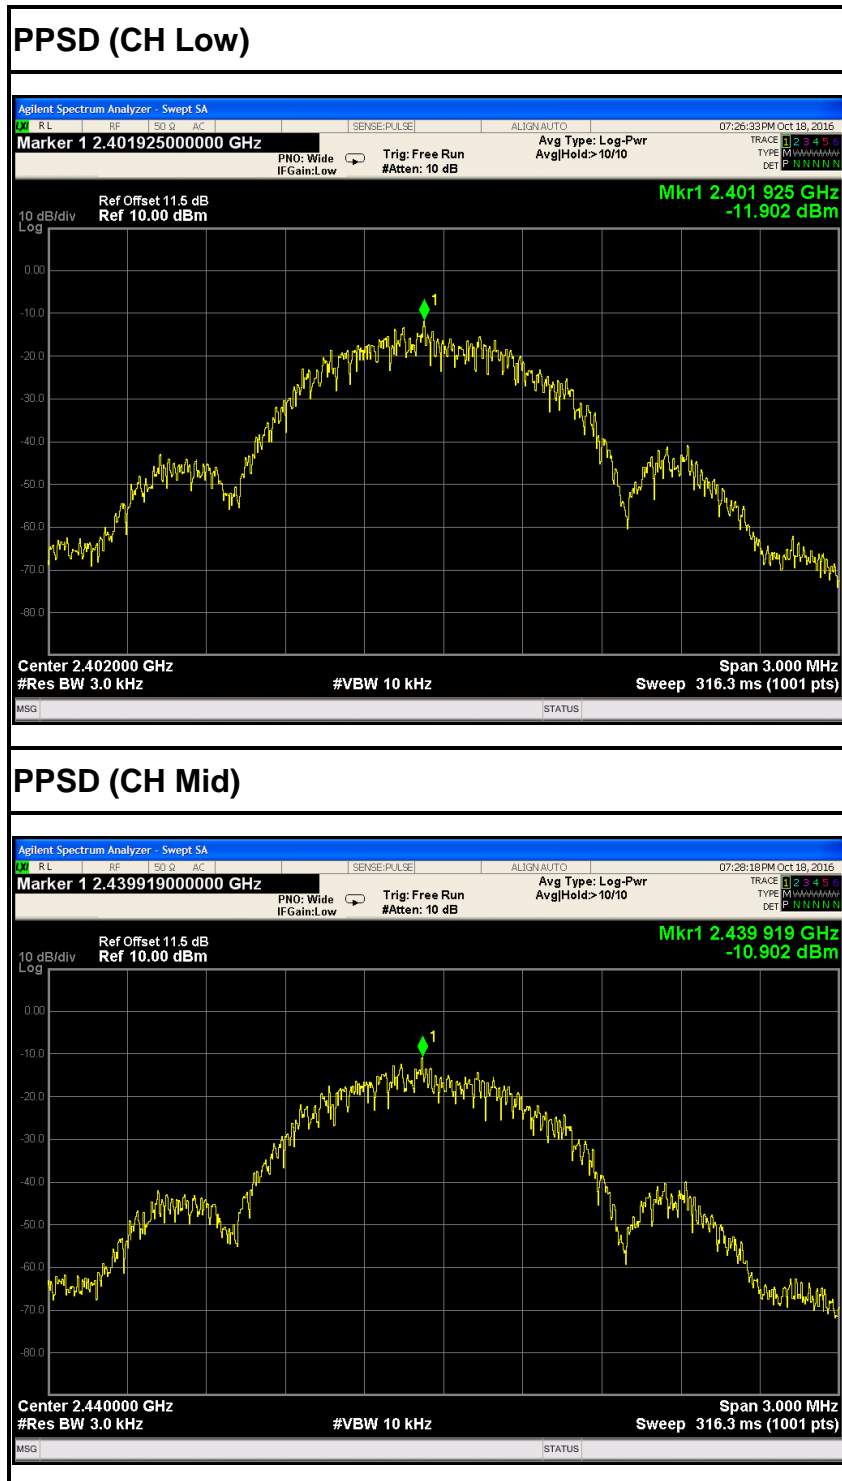 PPSD (CH Low)
Agilent Spectrum Analyzer - Swept SA
LXI RL RF 50 Ω AC SENSE:PULSE ALIGN AUTO 07:26:33 PM Oct 18, 2016
Marker 1 2.401925000000 GHz Avg Type: Log-Pwr TRACE 1 2 3 4 5 6
PNO: Wide Trig: Free Run Avg|Hold:>10/10 TYPE M WWWWW
IFGain:Low #Atten: 10 dB DET P N N N N N
Mkr1 2.401 925 GHz
Ref Offset 11.5 dB -11.902 dBm
10 dB/div Ref 10.00 dBm
Log
1
0.00
-10.0
-20.0
-30.0
-40.0
-50.0
-60.0
-70.0
-80.0
Center 2.402000 GHz Span 3.000 MHz
#Res BW 3.0 kHz #VBW 10 kHz Sweep 316.3 ms (1001 pts)
MSG STATUS
PPSD (CH Mid)
Agilent Spectrum Analyzer - Swept SA
LXI RL RF 50 Ω AC SENSE:PULSE ALIGN AUTO 07:28:18 PM Oct 18, 2016
Marker 1 2.439919000000 GHz Avg Type: Log-Pwr TRACE 1 2 3 4 5 6
PNO: Wide Trig: Free Run Avg|Hold:>10/10 TYPE M WWWWW
IFGain:Low #Atten: 10 dB DET P N N N N N
Mkr1 2.439 919 GHz
Ref Offset 11.5 dB -10.902 dBm
10 dB/div Ref 10.00 dBm
Log
1
0.00
-10.0
-20.0
-30.0
-40.0
-50.0
-60.0
-70.0
-80.0
Center 2.440000 GHz Span 3.000 MHz
#Res BW 3.0 kHz #VBW 10 kHz Sweep 316.3 ms (1001 pts)
MSG STATUS